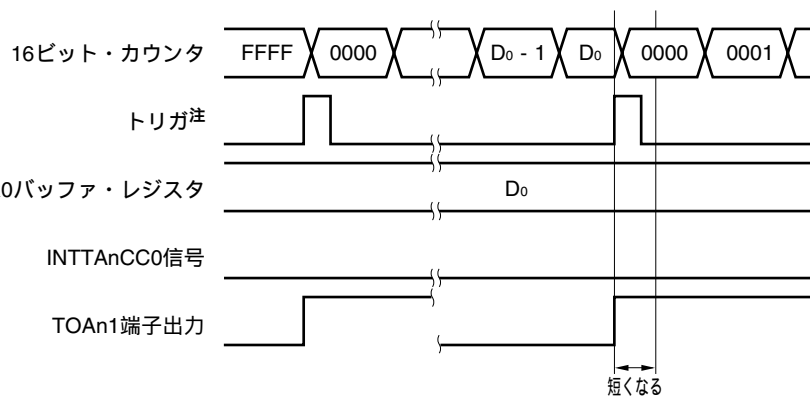 16ビット・カウンタ FFFF 0000 D0 - 1 D0 0000 0001
トリガ注
0バッファ・レジスタ D0
INTTAnCC0信号
TOAn1端子出力
短くなる